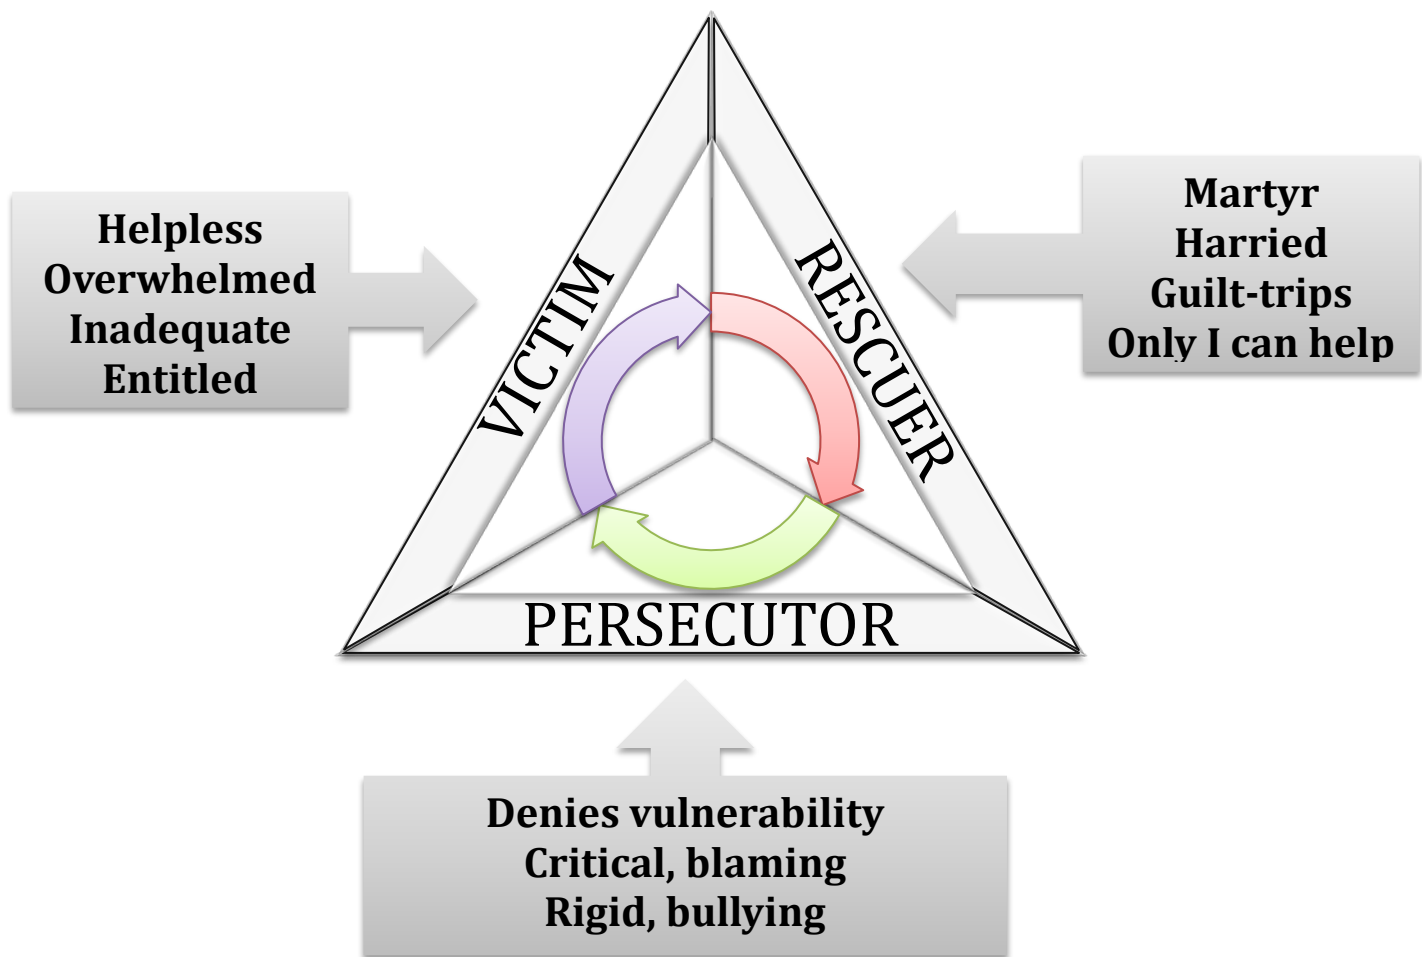 Helpless
Overwhelmed
Inadequate
Entitled
VICTIM
RESCUER
Martyr
Harried
Guilt-trips
Only I can help
PERSECUTOR
Denies vulnerability
Critical, blaming
Rigid, bullying